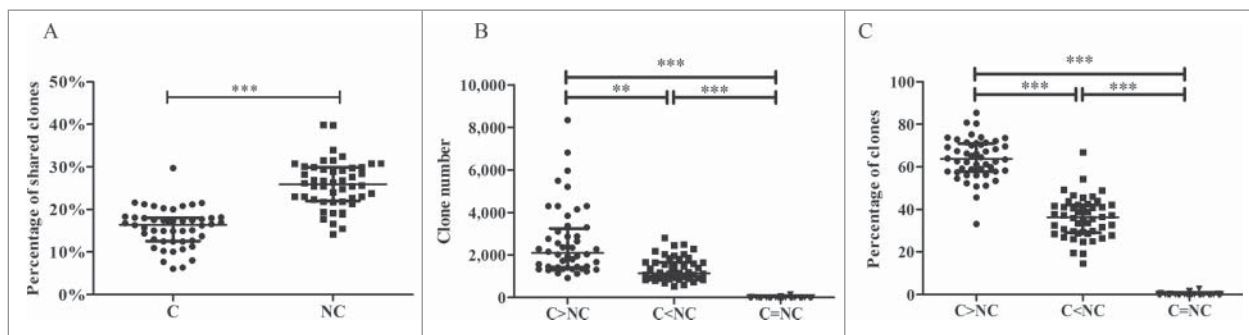 A
Percentage of shared clones
50%
40%
30%
20%
10%
0%
***
C NC
B
Clone number
10,000
8,000
6,000
4,000
2,000
0
***
** ***
C>NC C<NC C=NC
C
Percentage of clones
100
80
60
40
20
0
***
*** ***
C>NC C<NC C=NC